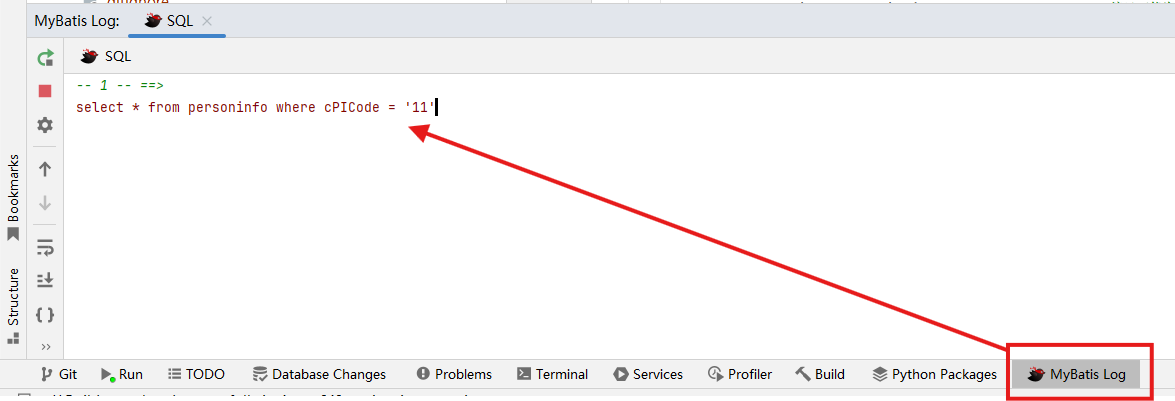 MyBatis Log: SQL
SQL
-- 1 -- ==>
select * from personinfo where cPICode = '11'
Bookmarks
Structure
Git Run TODO Database Changes Problems Terminal Services Profiler Build Python Packages MyBatis Log